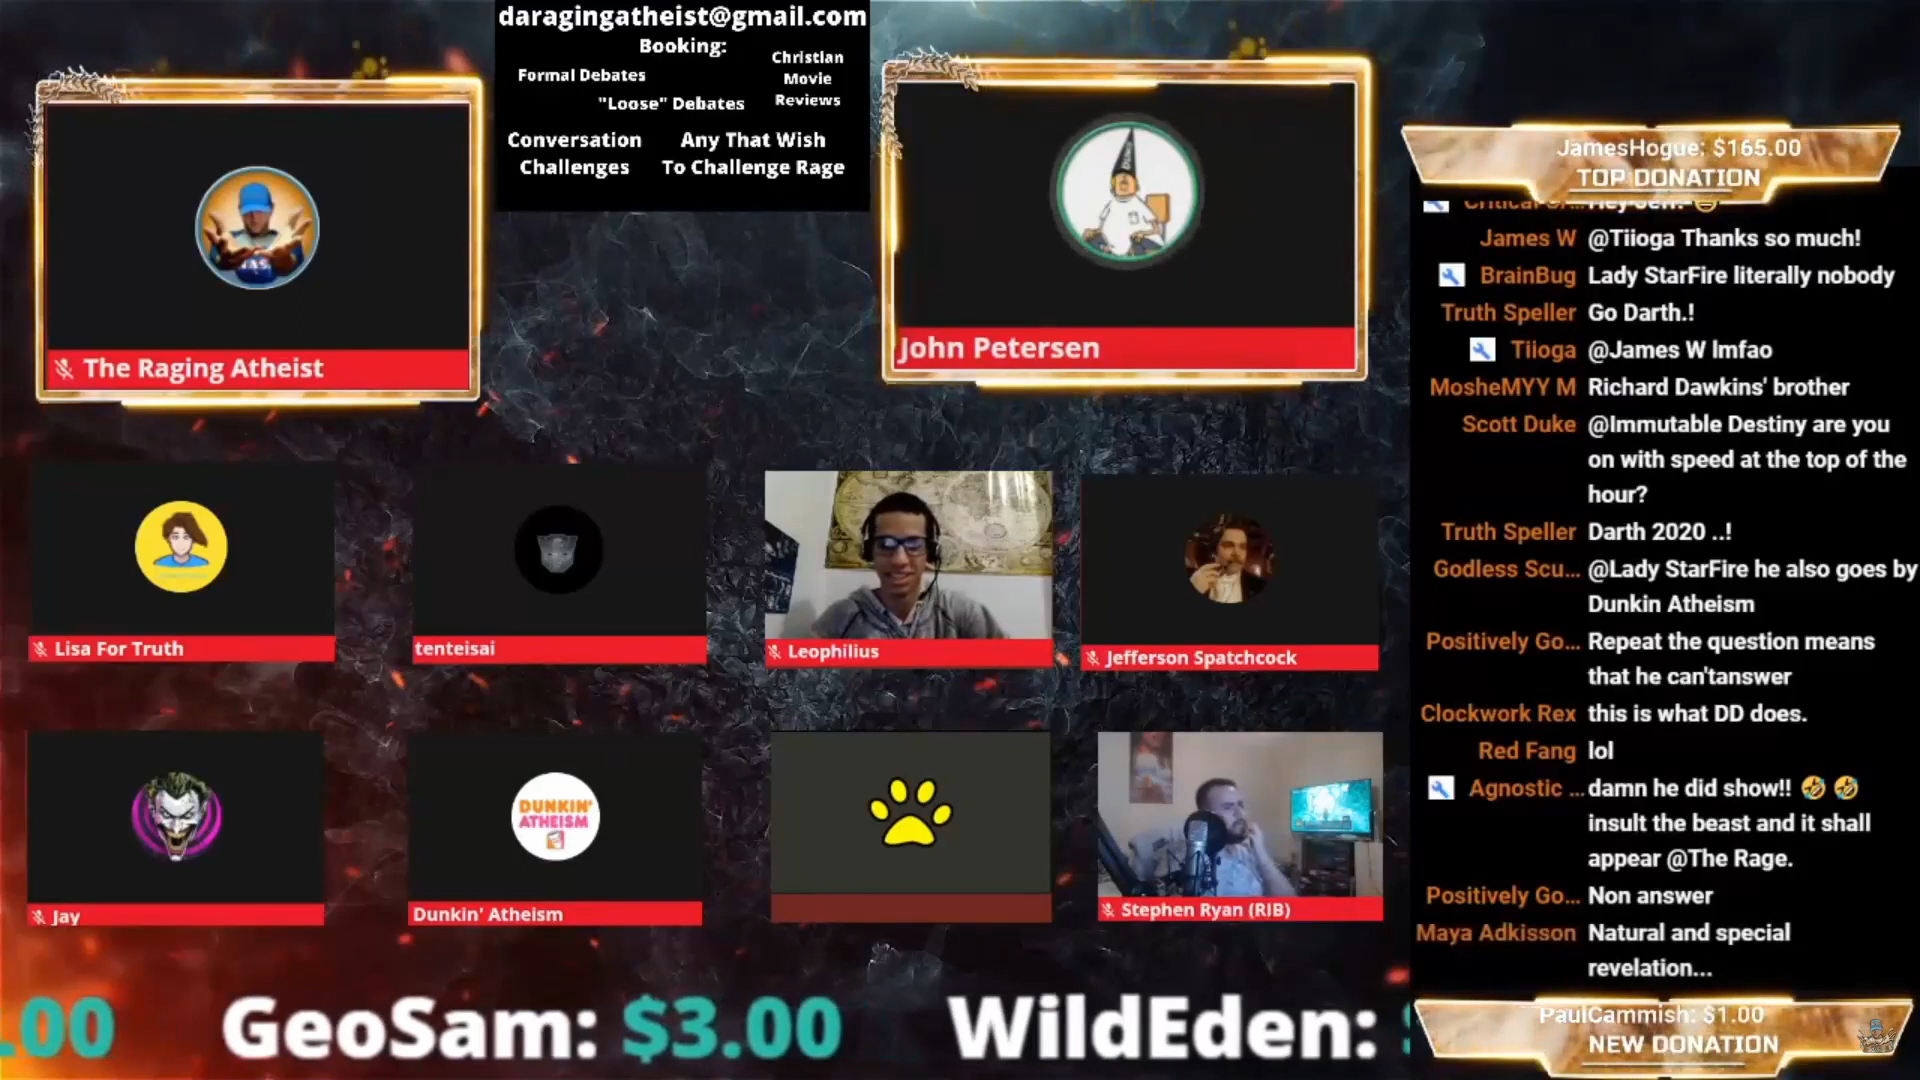 daragingatheist@gmail.com
Booking:
Formal Debates
"Loose" Debates
Christian
Movie
Reviews
Conversation
Challenges
Any That Wish
To Challenge Rage
The Raging Atheist
DUNCE
John Petersen
Lisa For Truth
tenteisai
Leophilius
Jefferson Spatchcock
Jay
DUNKIN'
ATHEISM
Dunkin' Atheism
Stephen Ryan (RIB)
JamesHogue: $165.00
TOP DONATION
James W @Tiioga Thanks so much!
BrainBug Lady StarFire literally nobody
Truth Speller Go Darth.!
Tiioga @James W lmfao
MosheMYY M Richard Dawkins' brother
Scott Duke @Immutable Destiny are you
on with speed at the top of the
hour?
Truth Speller Darth 2020 ..!
Godless Scu... @Lady StarFire he also goes by
Dunkin Atheism
Positively Go... Repeat the question means
that he can'tanswer
Clockwork Rex this is what DD does.
Red Fang lol
Agnostic ... damn he did show!! 🤣 🤣
insult the beast and it shall
appear @The Rage.
Positively Go... Non answer
Maya Adkisson Natural and special
revelation...
.00 GeoSam: $3.00 WildEden:
PaulCammish: $1.00
NEW DONATION